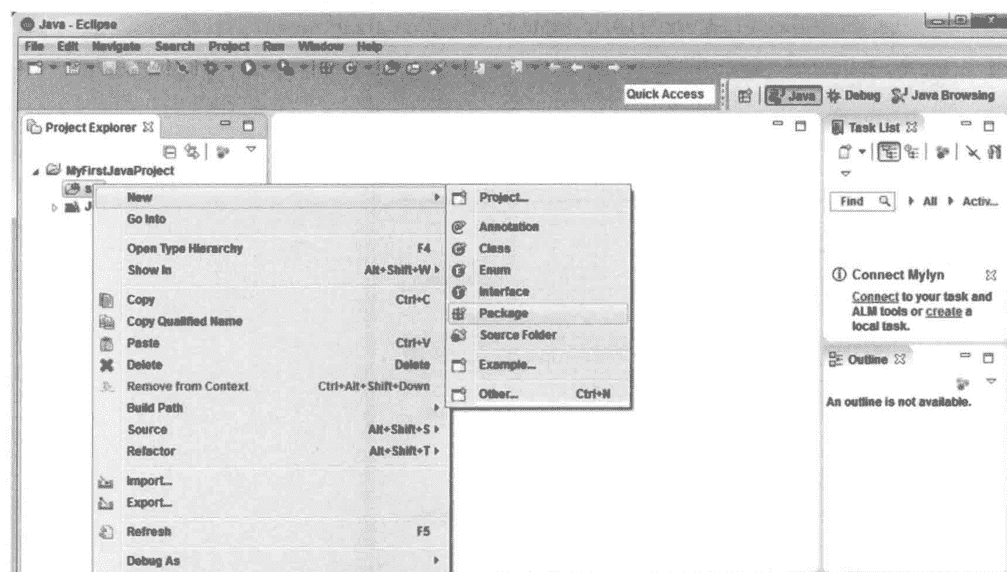 Java - Eclipse
File Edit Navigate Search Project Run Window Help
Quick Access
Java Debug Java Browsing
Project Explorer
MyFirstJavaProject
s
J
New
Go Into
Open Type Hierarchy F4
Show In Alt+Shift+W
Copy Ctrl+C
Copy Qualified Name
Paste Ctrl+V
Delete Delete
Remove from Context Ctrl+Alt+Shift+Down
Build Path
Source Alt+Shift+S
Refactor Alt+Shift+T
Import...
Export...
Refresh F5
Debug As
Project...
Annotation
Class
Enum
Interface
Package
Source Folder
Example...
Other... Ctrl+N
Task List
Find All Activ...
Connect Mylyn
Connect to your task and
ALM tools or create a
local task.
Outline
An outline is not available.